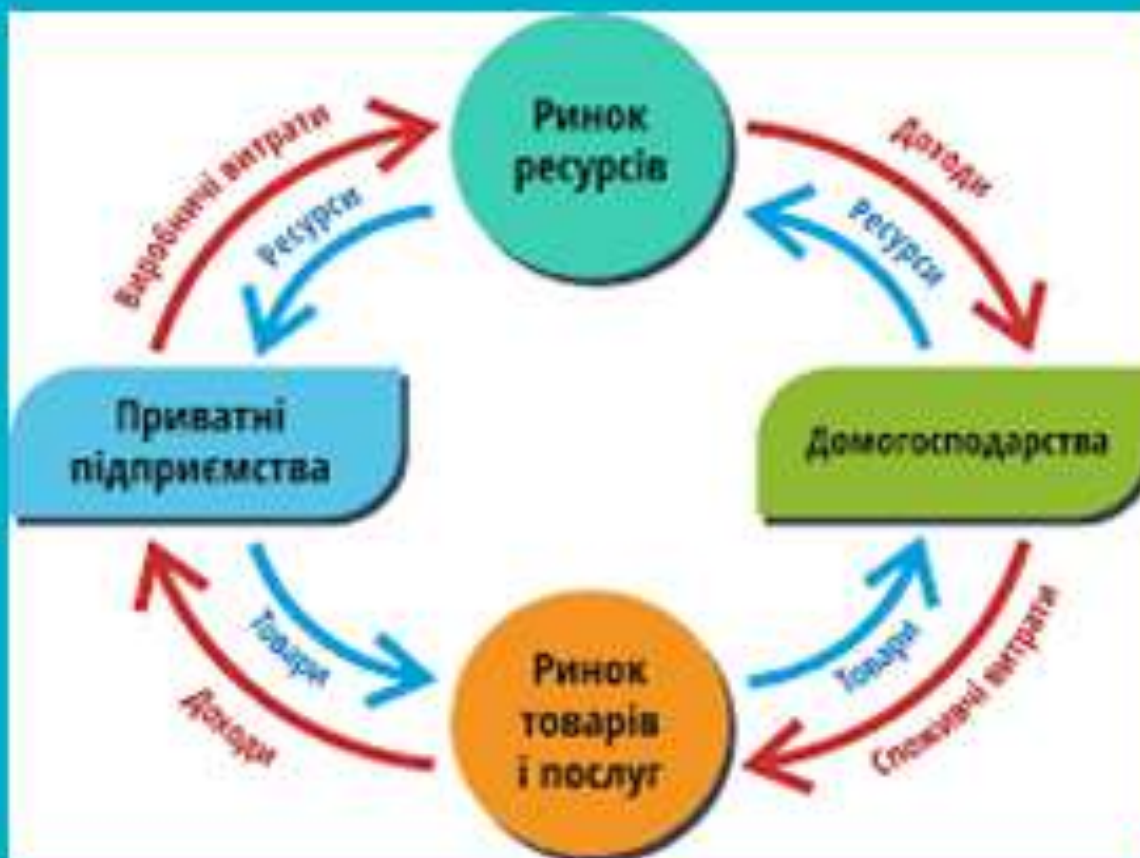 Ринок
ресурсів
Виробничі витрати
Ресурси
Доходи
Ресурси
Приватні
підприємства
Домогосподарства
Товари
Доходи
Ринок
товарів
і послуг
Товари
Споживчі витрати